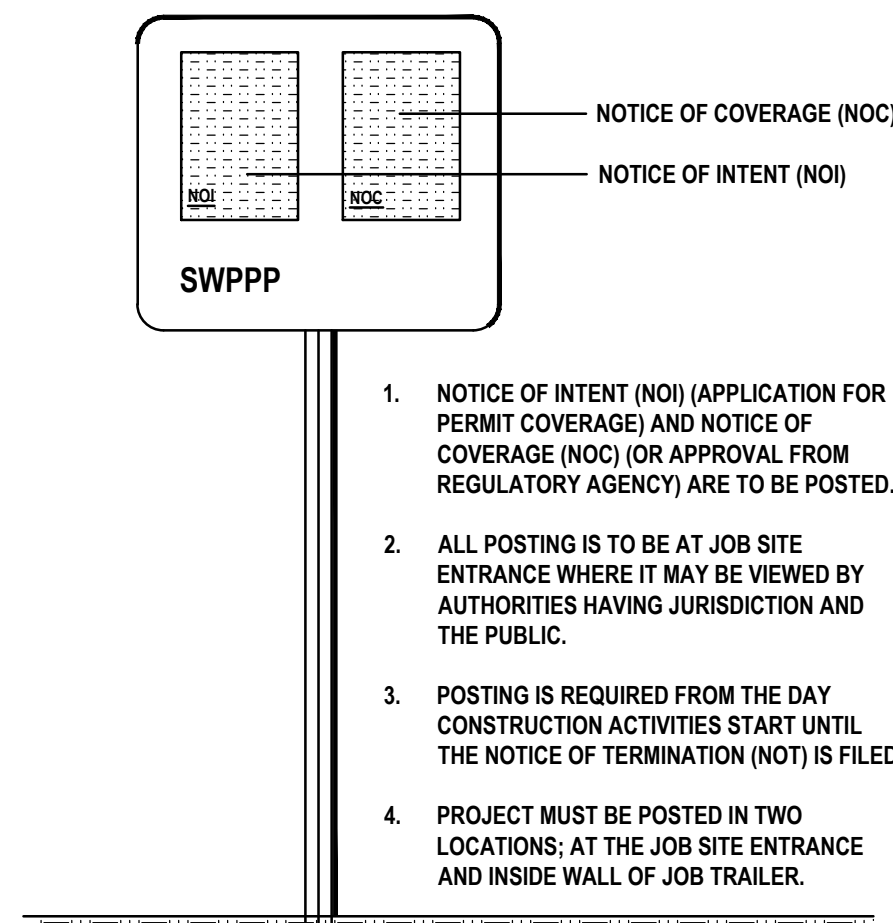 NOTICE OF COVERAGE (NOC)
NOTICE OF INTENT (NOI)
NOI
NOC
SWPPP
1. NOTICE OF INTENT (NOI) (APPLICATION FOR
PERMIT COVERAGE) AND NOTICE OF
COVERAGE (NOC) (OR APPROVAL FROM
REGULATORY AGENCY) ARE TO BE POSTED.
2. ALL POSTING IS TO BE AT JOB SITE
ENTRANCE WHERE IT MAY BE VIEWED BY
AUTHORITIES HAVING JURISDICTION AND
THE PUBLIC.
3. POSTING IS REQUIRED FROM THE DAY
CONSTRUCTION ACTIVITIES START UNTIL
THE NOTICE OF TERMINATION (NOT) IS FILED
4. PROJECT MUST BE POSTED IN TWO
LOCATIONS; AT THE JOB SITE ENTRANCE
AND INSIDE WALL OF JOB TRAILER.